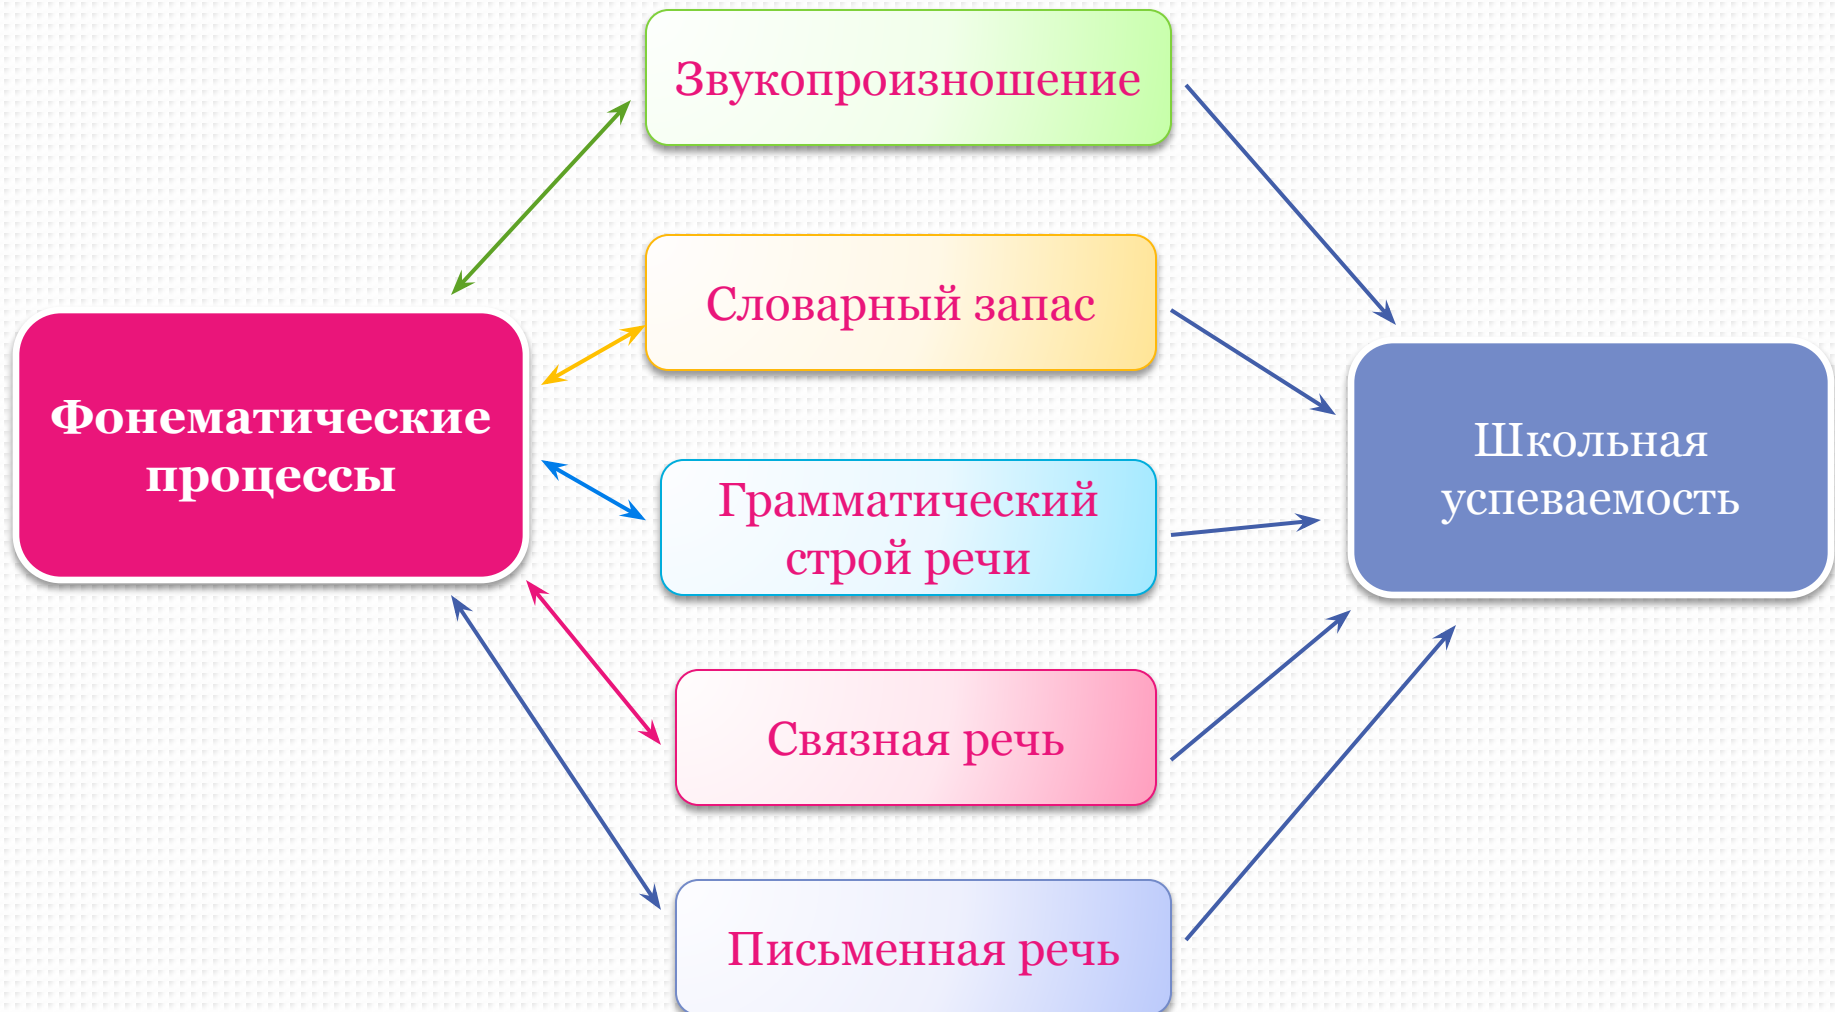 Звукопроизношение
Словарный запас
Фонематические
процессы
Грамматический
строй речи
Школьная
успеваемость
Связная речь
Письменная речь